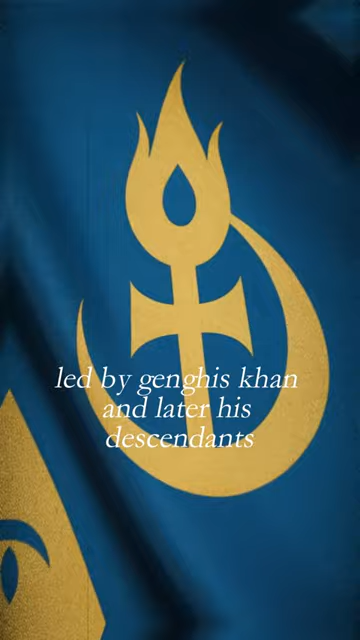 led by genghis khan
and later his
descendants